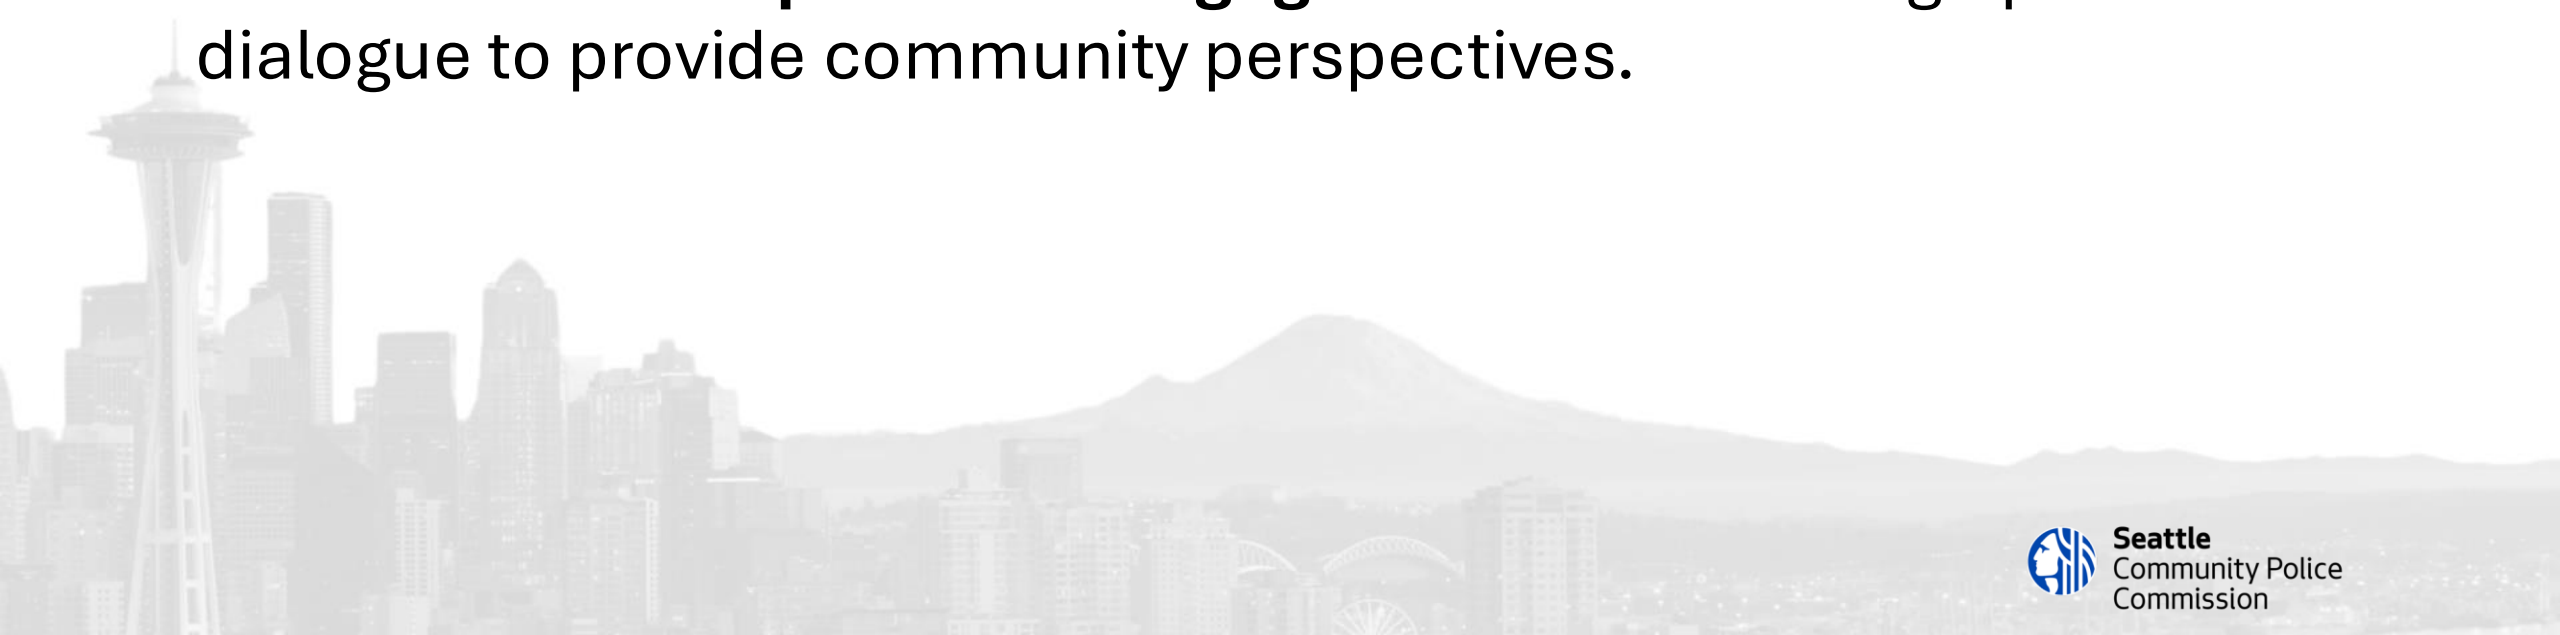 dialogue to provide community perspectives.
Seattle
Community Police
Commission